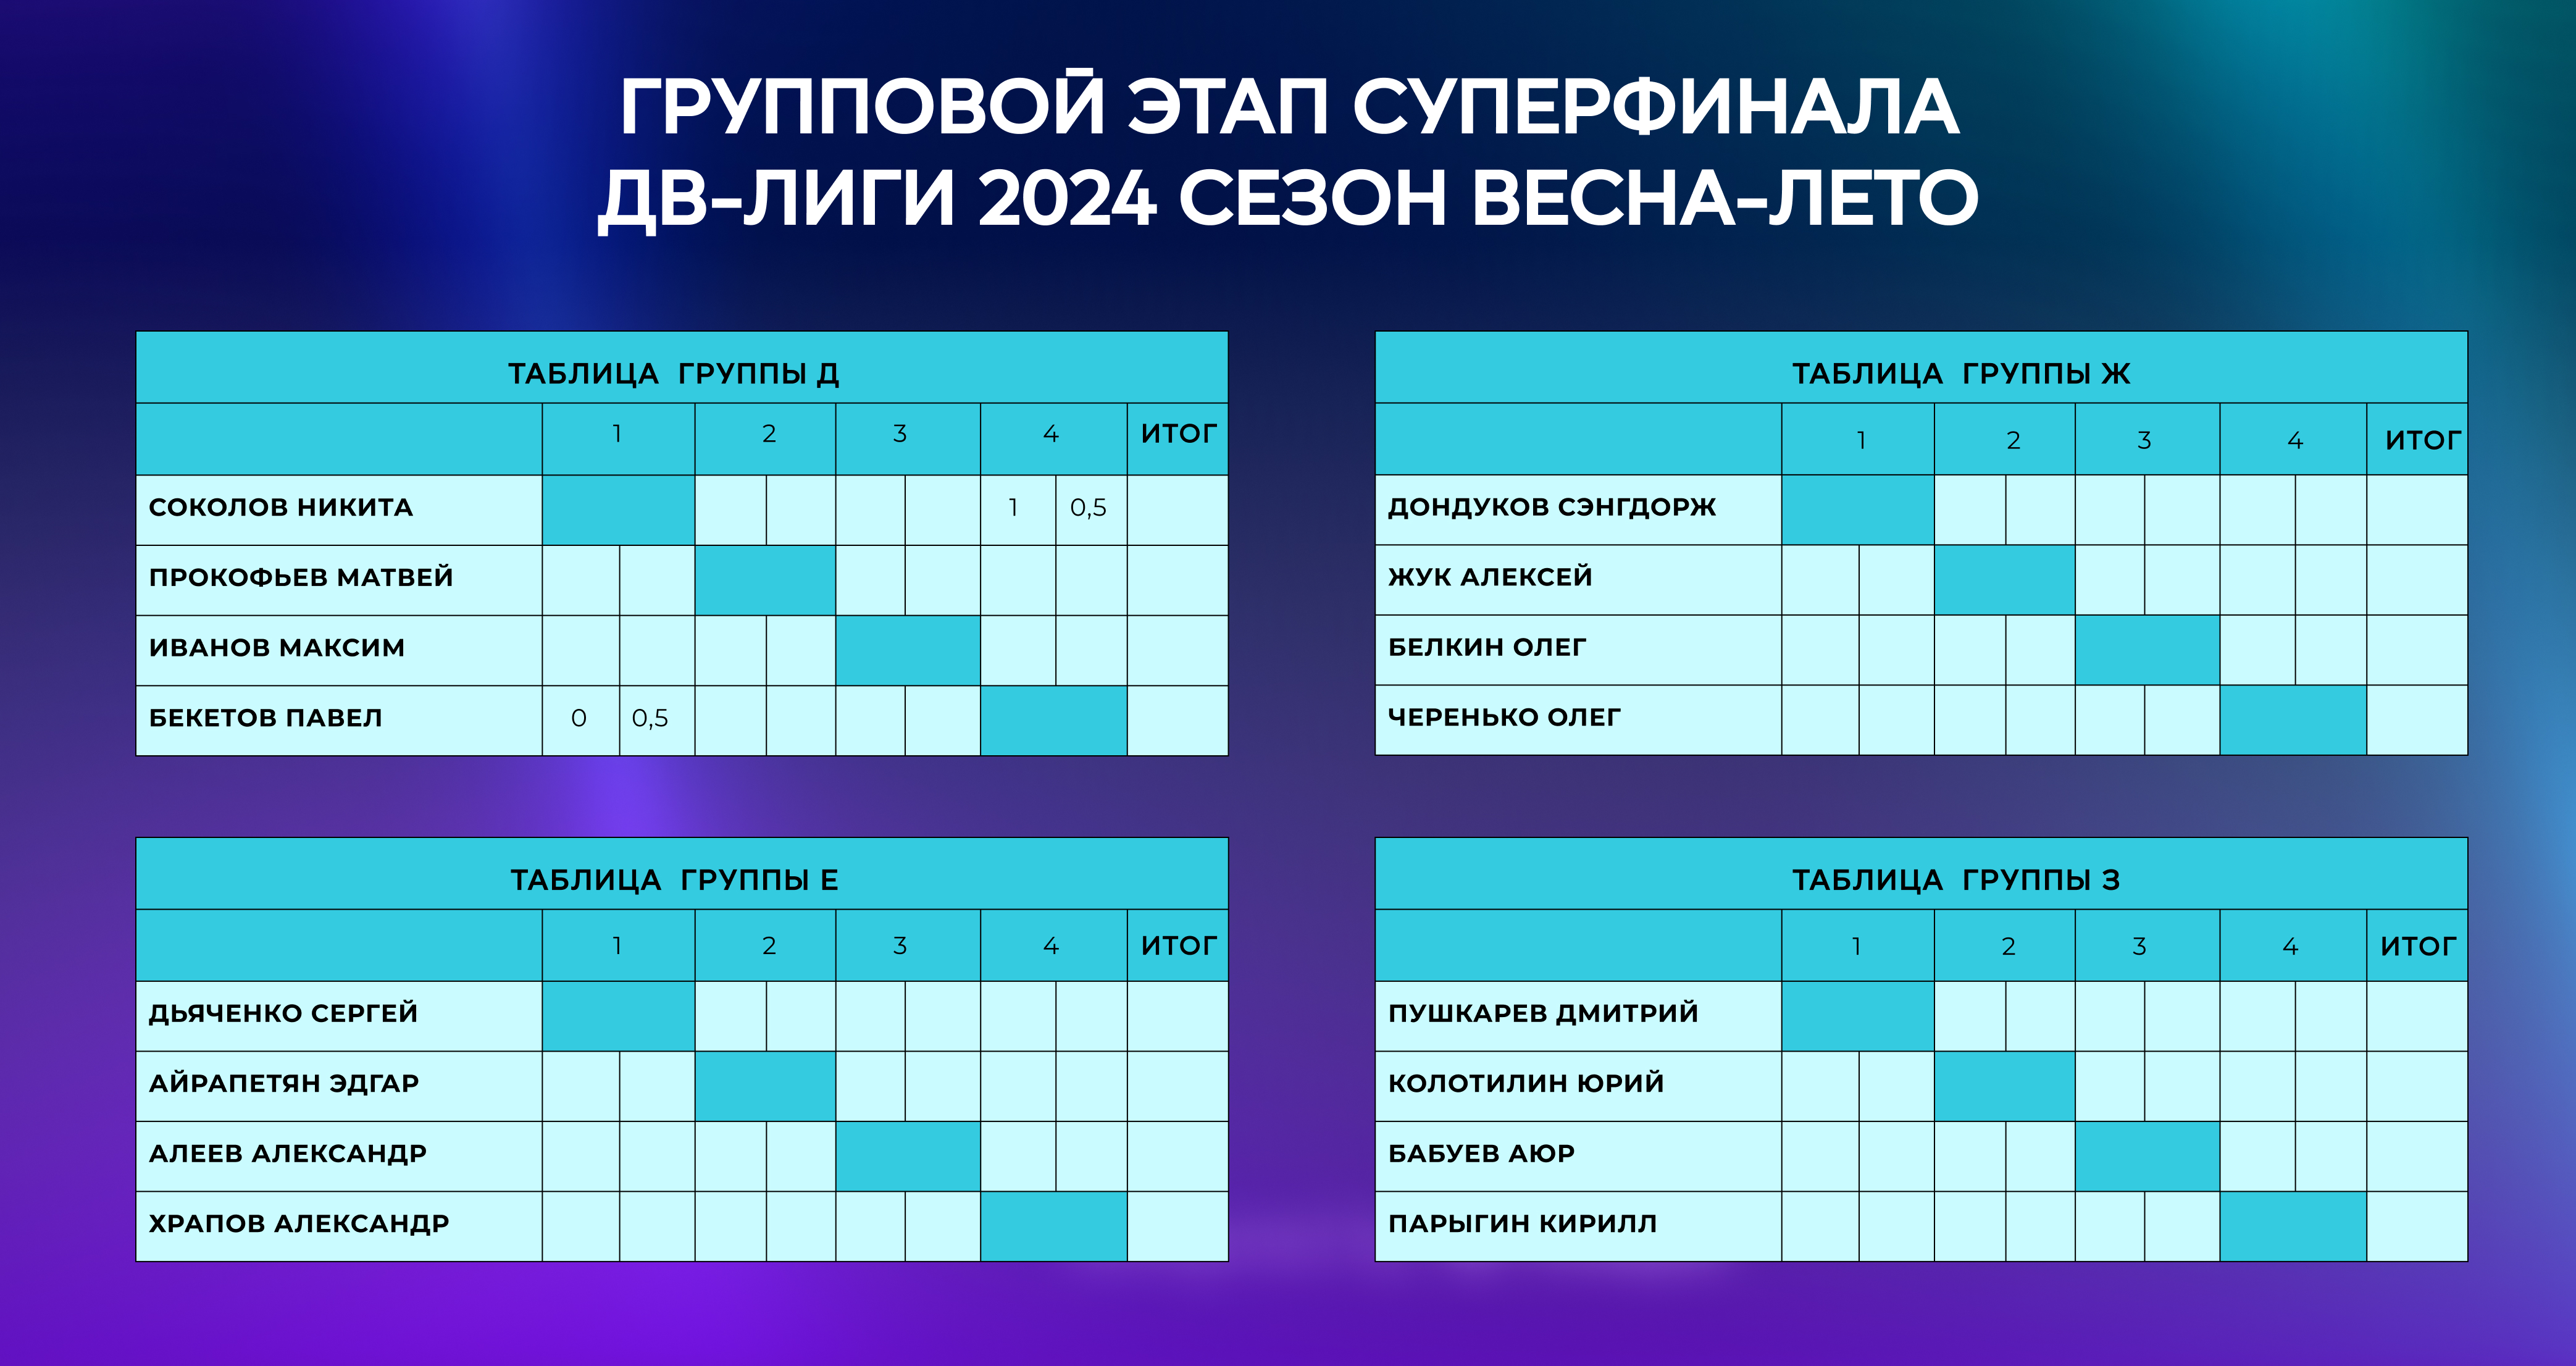 ГРУППОВОЙ ЭТАП СУПЕРФИНАЛА
ДВ-ЛИГИ 2024 СЕЗОН ВЕСНА-ЛЕТО
ТАБЛИЦА ГРУППЫ Д
1 2 3 4 ИТОГ
СОКОЛОВ НИКИТА 1 0,5
ПРОКОФЬЕВ МАТВЕЙ
ИВАНОВ МАКСИМ
БЕКЕТОВ ПАВЕЛ 0 0,5
ТАБЛИЦА ГРУППЫ Ж
1 2 3 4 ИТОГ
ДОНДУКОВ СЭНГДОРЖ
ЖУК АЛЕКСЕЙ
БЕЛКИН ОЛЕГ
ЧЕРЕНЬКО ОЛЕГ
ТАБЛИЦА ГРУППЫ Е
1 2 3 4 ИТОГ
ДЬЯЧЕНКО СЕРГЕЙ
АЙРАПЕТЯН ЭДГАР
АЛЕЕВ АЛЕКСАНДР
ХРАПОВ АЛЕКСАНДР
ТАБЛИЦА ГРУППЫ З
1 2 3 4 ИТОГ
ПУШКАРЕВ ДМИТРИЙ
КОЛОТИЛИН ЮРИЙ
БАБУЕВ АЮР
ПАРЫГИН КИРИЛЛ